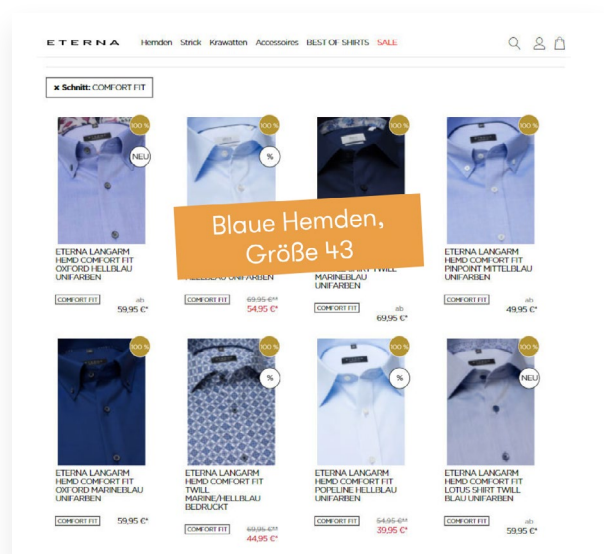 ETERNA Hemden Strick Krawatten Accessoires BEST OF SHIRTS SALE
× Schnitt: COMFORT FIT
100 %
NEU
100 %
%
100 %
100 %
Blaue Hemden,
Größe 43
ETERNA LANGARM
HEMD COMFORT FIT
OXFORD HELLBLAU
UNIFARBEN
COMFORT FIT
ab
59,95 €*
UNIFARBEN
COMFORT FIT
69,95 €**
54,95 €*
TWILL
MARINEBLAU
UNIFARBEN
COMFORT FIT
ab
69,95 €*
ETERNA LANGARM
HEMD COMFORT FIT
PINPOINT MITTELBLAU
UNIFARBEN
COMFORT FIT
ab
49,95 €*
100 %
100 %
%
100 %
%
100 %
NEU
ETERNA LANGARM
HEMD COMFORT FIT
OXFORD MARINEBLAU
UNIFARBEN
COMFORT FIT
59,95 €*
ETERNA LANGARM
HEMD COMFORT FIT
TWILL
MARINE/HELLBLAU
BEDRUCKT
COMFORT FIT
69,95 €**
44,95 €*
ETERNA LANGARM
HEMD COMFORT FIT
POPELINE HELLBLAU
UNIFARBEN
COMFORT FIT
54,95 €**
39,95 €*
ETERNA LANGARM
HEMD COMFORT FIT
LOTUS SHIRT TWILL
BLAU UNIFARBEN
COMFORT FIT
ab
59,95 €*